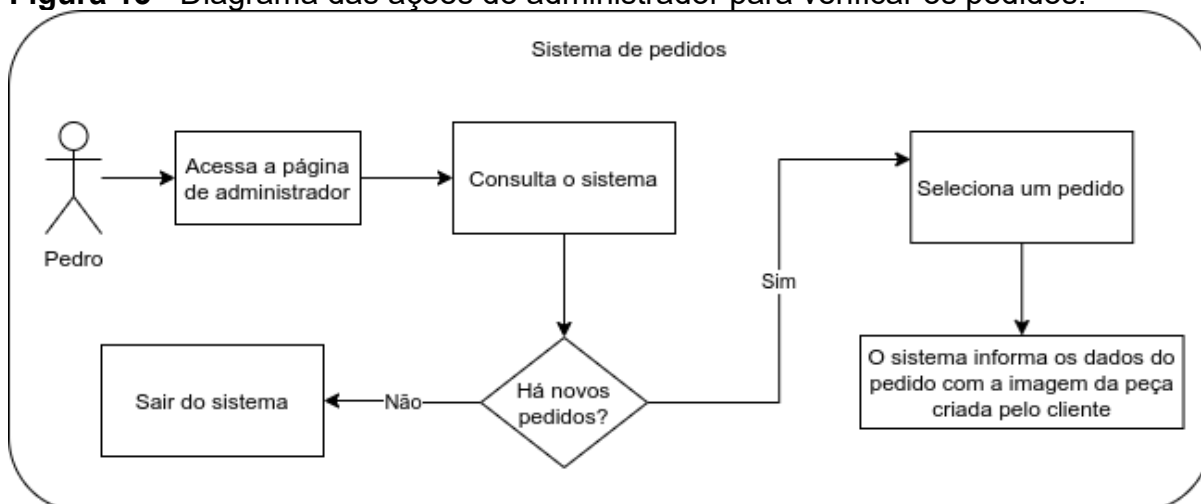 Figura 10 - Diagrama das ações do administrador para verificar os pedidos.
Sistema de pedidos
Pedro
Acessa a página
de administrador
Consulta o sistema
Há novos
pedidos?
Não
Sair do sistema
Sim
Seleciona um pedido
O sistema informa os dados do
pedido com a imagem da peça
criada pelo cliente